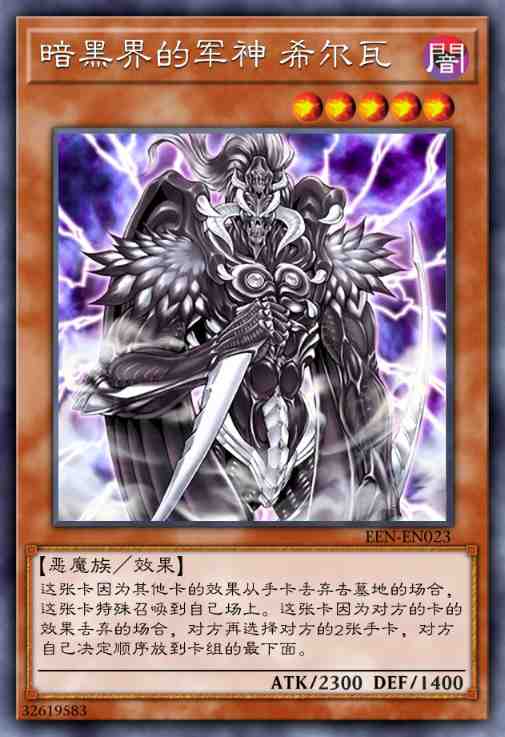 暗黑界的军神 希尔瓦
闇
EEN-EN023
【恶魔族／效果】
这张卡因为其他卡的效果从手卡丢弃去墓地的场合，
这张卡特殊召唤到自己场上。这张卡因为对方的卡的
效果丢弃的场合，对方再选择对方的2张手卡，对方
自己决定顺序放到卡组的最下面。
ATK/2300 DEF/1400
32619583